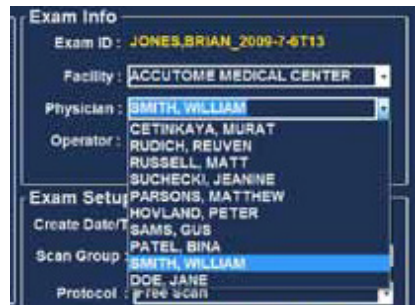 Exam Info
Exam ID : JONES,BRIAN_2009-7-6T13
Facility : ACCUTOME MEDICAL CENTER
Physician : SMITH, WILLIAM
CETINKAYA, MURAT
Operator : RUDICH, REUVEN
RUSSELL, MATT
SUCHECKI, JEANINE
Exam Setup PARSONS, MATTHEW
HOVLAND, PETER
Create Date/T SAMS, GUS
PATEL, BINA
Scan Group SMITH, WILLIAM
DOE, JANE
Protocol : Free Scan